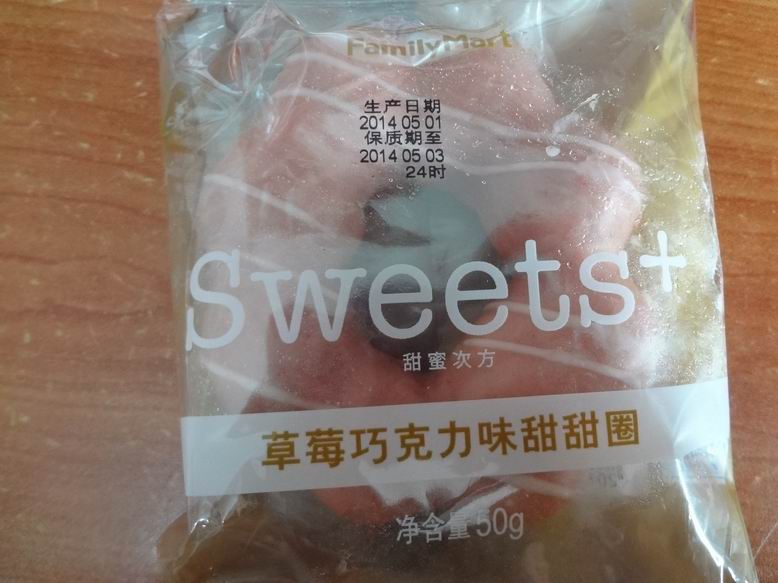 FamilyMart
生产日期
2014 05 01
保质期至
2014 05 03
24时
Sweets+
甜蜜次方
草莓巧克力味甜甜圈
净含量50g